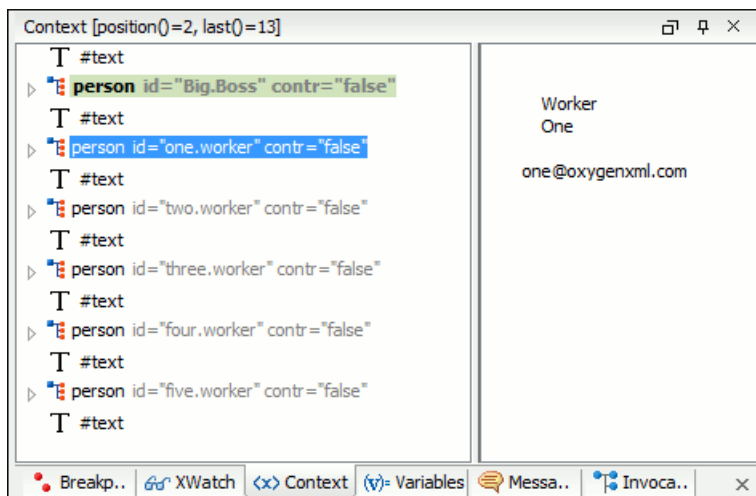 Context [position()=2, last()=13]
#text
person id="Big.Boss" contr="false"
#text
person id="one.worker" contr="false"
#text
person id="two.worker" contr="false"
#text
person id="three.worker" contr="false"
#text
person id="four.worker" contr="false"
#text
person id="five.worker" contr="false"
#text
Worker
One
one@oxygenxml.com
Breakp.. XWatch <x> Context (v)= Variables Messa.. Invoca..